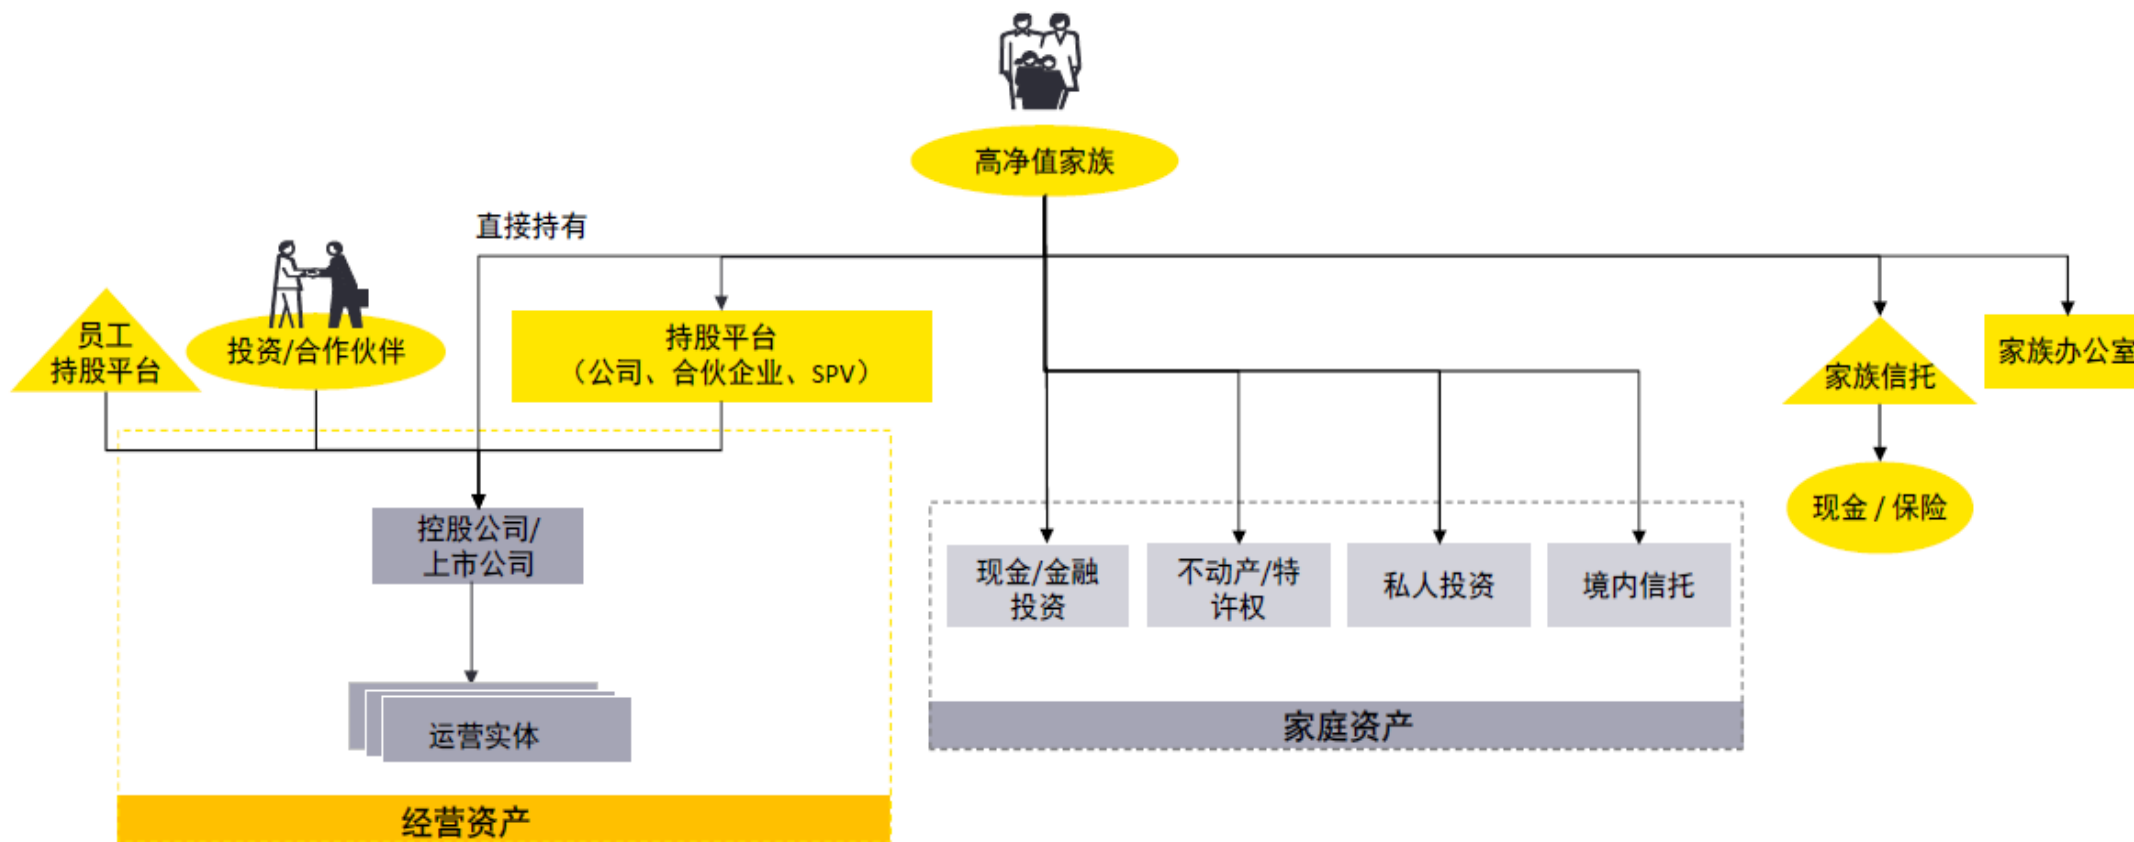 高净值家族
直接持有
员工
持股平台
投资/合作伙伴
持股平台
（公司、合伙企业、SPV）
家族信托
家族办公室
现金 / 保险
控股公司/
上市公司
运营实体
经营资产
现金/金融
投资
不动产/特
许权
私人投资
境内信托
家庭资产